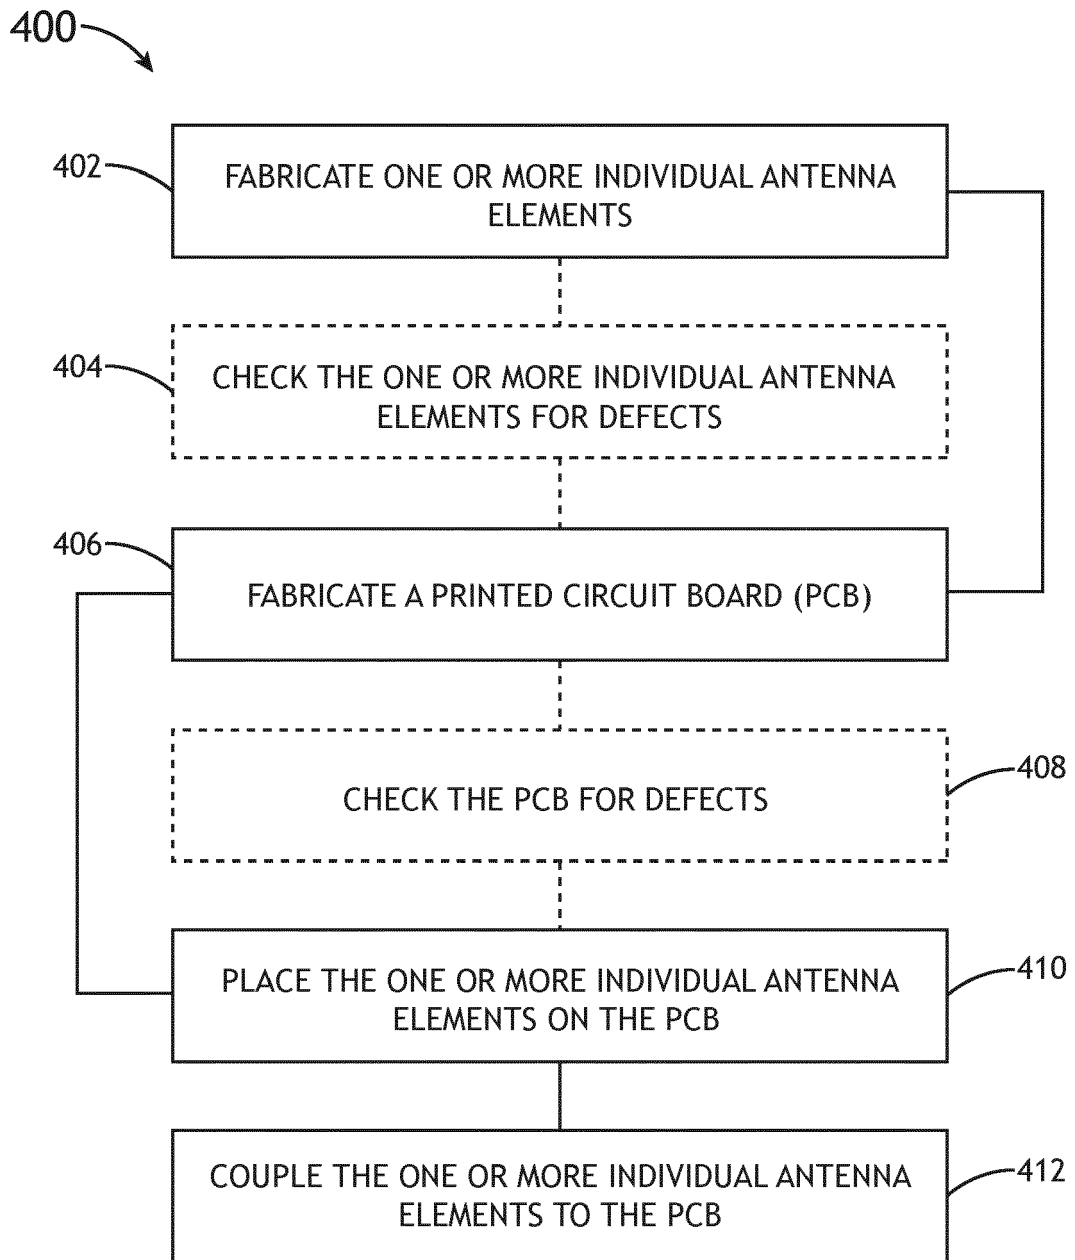 400
402
FABRICATE ONE OR MORE INDIVIDUAL ANTENNA
ELEMENTS
404
CHECK THE ONE OR MORE INDIVIDUAL ANTENNA
ELEMENTS FOR DEFECTS
406
FABRICATE A PRINTED CIRCUIT BOARD (PCB)
408
CHECK THE PCB FOR DEFECTS
410
PLACE THE ONE OR MORE INDIVIDUAL ANTENNA
ELEMENTS ON THE PCB
412
COUPLE THE ONE OR MORE INDIVIDUAL ANTENNA
ELEMENTS TO THE PCB